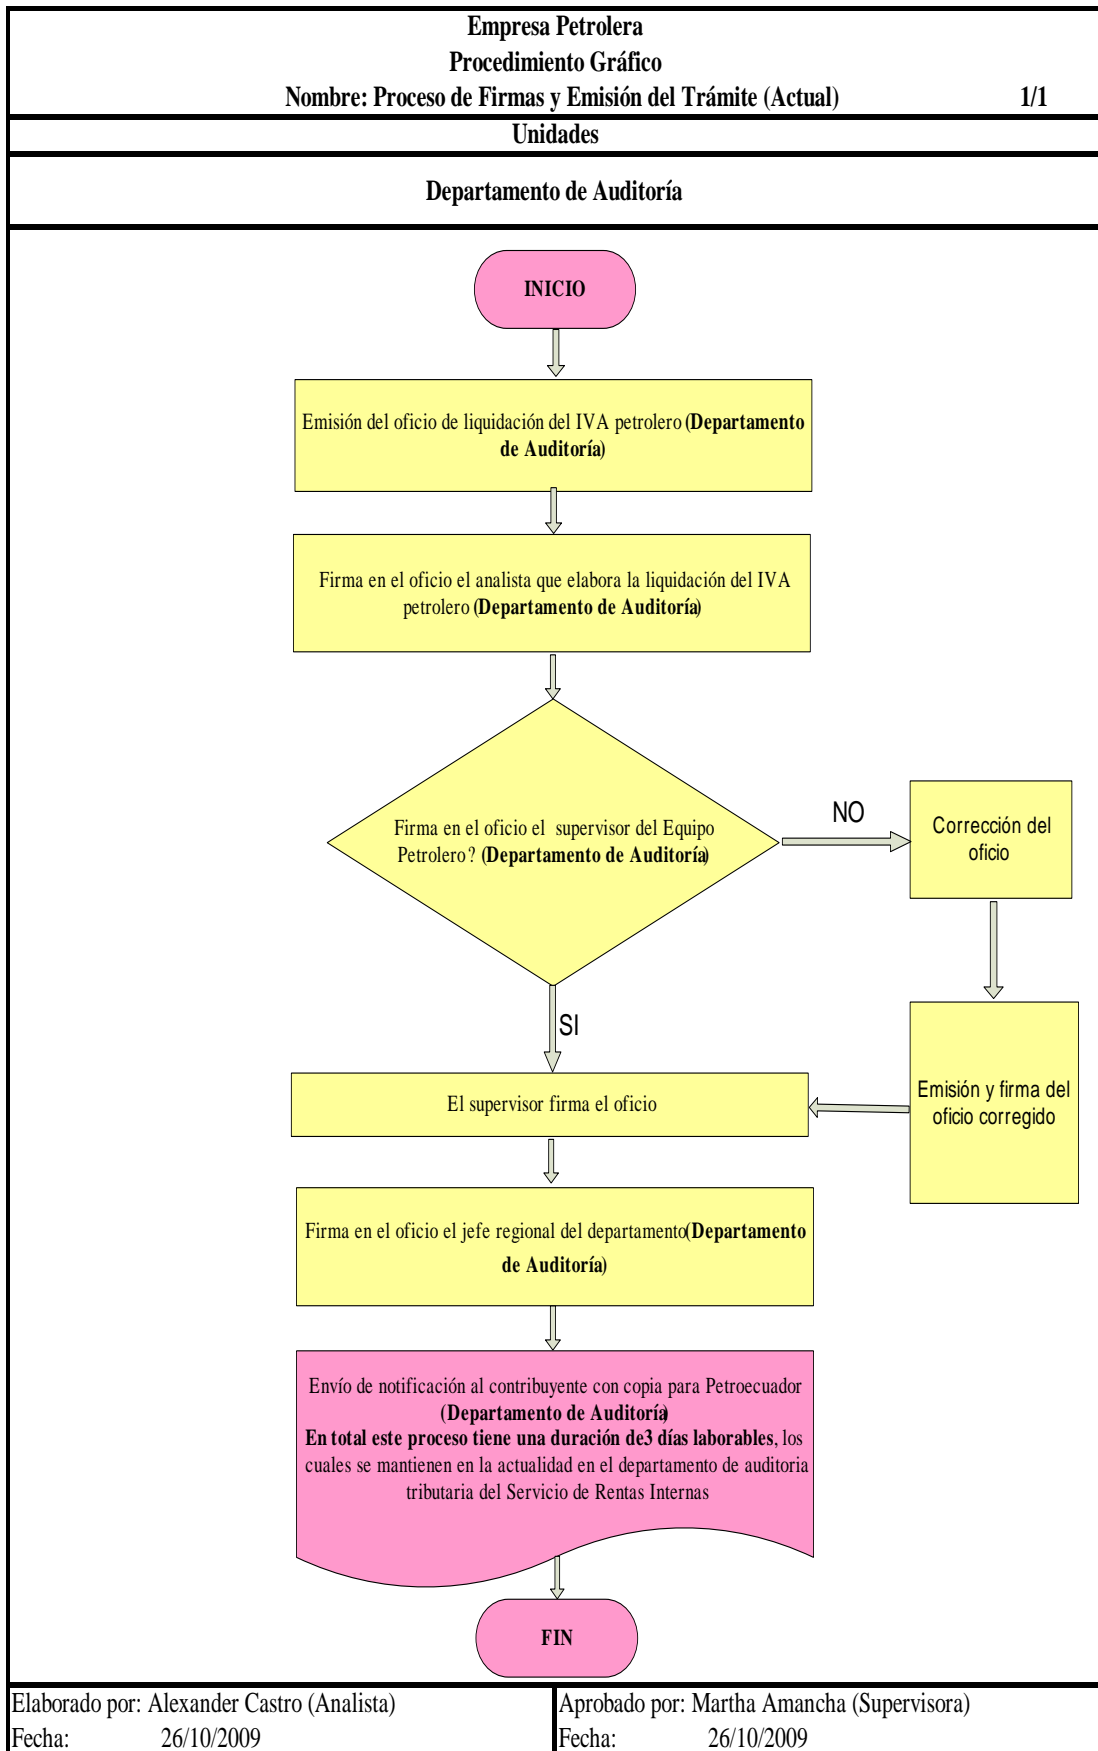 Empresa Petrolera
Procedimiento Gráfico
Nombre: Proceso de Firmas y Emisión del Trámite (Actual) 1/1
Unidades
Departamento de Auditoría
INICIO
Emisión del oficio de liquidación del IVA petrolero (Departamento
de Auditoría)
Firma en el oficio el analista que elabora la liquidación del IVA
petrolero (Departamento de Auditoría)
Firma en el oficio el supervisor del Equipo
Petrolero? (Departamento de Auditoría)
NO
Corrección del
oficio
SI
Emisión y firma del
oficio corregido
El supervisor firma el oficio
Firma en el oficio el jefe regional del departamento(Departamento
de Auditoría)
Envío de notificación al contribuyente con copia para Petroecuador
(Departamento de Auditoría)
En total este proceso tiene una duración de3 días laborables, los
cuales se mantienen en la actualidad en el departamento de auditoria
tributaria del Servicio de Rentas Internas
FIN
Elaborado por: Alexander Castro (Analista)
Fecha: 26/10/2009
Aprobado por: Martha Amancha (Supervisora)
Fecha: 26/10/2009